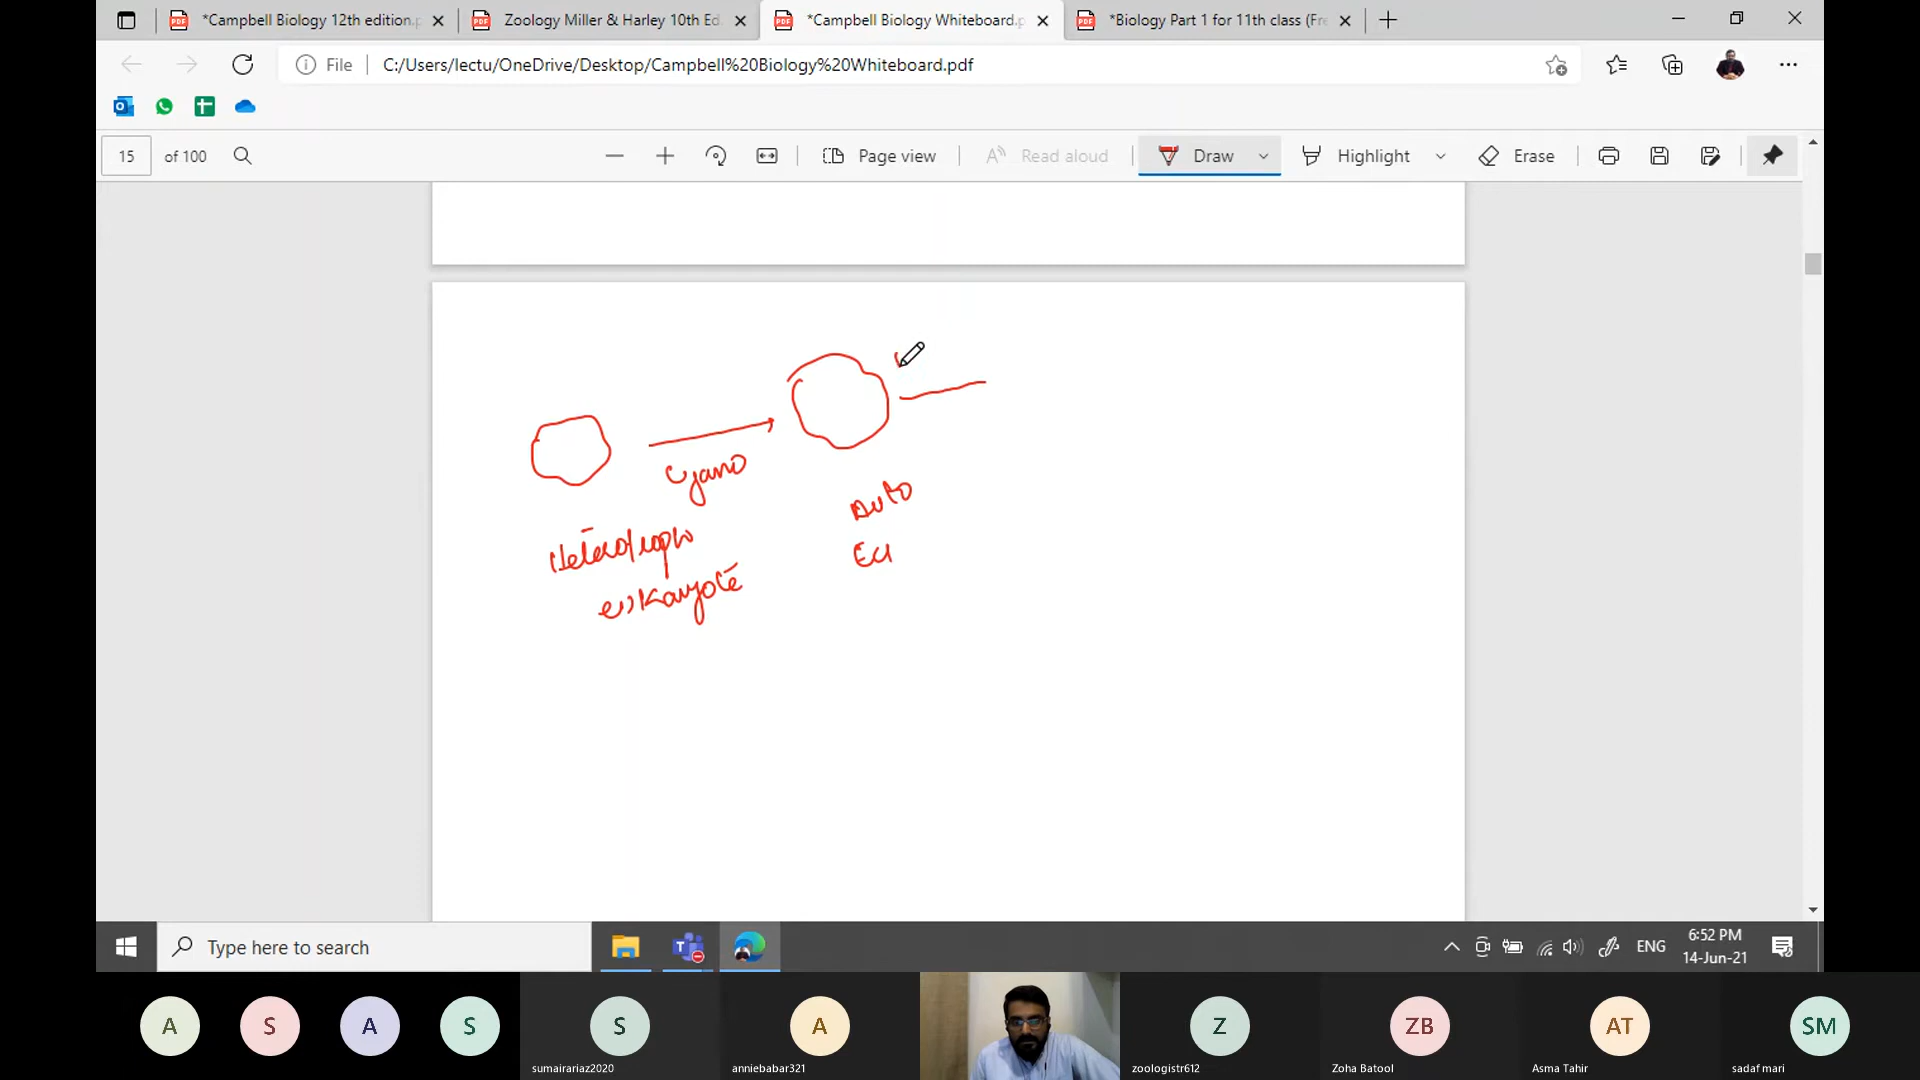 *Campbell Biology 12th edition.p
Zoology Miller & Harley 10th Ed
*Campbell Biology Whiteboard.p
*Biology Part 1 for 11th class (Fre
File
C:/Users/lectu/OneDrive/Desktop/Campbell%20Biology%20Whiteboard.pdf
15 of 100
Page view
Read aloud
Draw
Highlight
Erase
Cyano
Auto
Heterotroph
eukaryote
Type here to search
ENG
6:52 PM
14-Jun-21
A S A S S A Z ZB AT SM
sumairariaz2020
anniebabar321
zoologistr612
Zoha Batool
Asma Tahir
sadaf mari